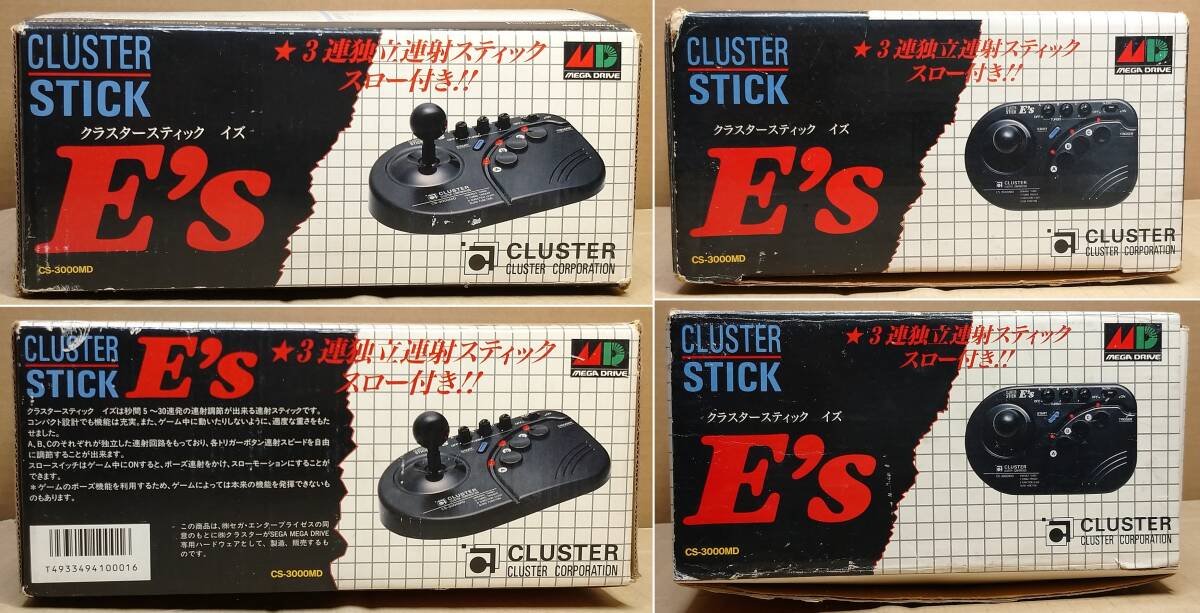 CLUSTER
STICK
★3連独立連射スティック
スロー付き!!
MD
MEGA DRIVE
クラスタースティック イズ
E's
CLUSTER
CS-3000MD
CLUSTER
CLUSTER CORPORATION
CLUSTER
STICK
★3連独立連射スティック
スロー付き!!
MD
MEGA DRIVE
クラスタースティック イズ
E's
E's
CLUSTER
CS-3000MD
CLUSTER
CLUSTER CORPORATION
CLUSTER
STICK
E's
★3連独立連射スティック
スロー付き!!
MD
MEGA DRIVE
クラスタースティック イズは秒間5〜30連発の連射調節が出来る連射スティックです。
コンパクト設計でも機能は充実。また、ゲーム中に動いたりしないように、適度な重さをもた
せました。
A、B、Cのそれぞれが独立した連射回路をもっており、各トリガーボタン連射スピードを自由
に調節することが出来ます。
スロースイッチはゲーム中にONすると、ポーズ連射をかけ、スローモーションにすることが
できます。
＊ゲームのポーズ機能を利用するため、ゲームによっては本来の機能を発揮できないも
のもあります。
CLUSTER
T4933494100016
この商品は、㈱セガ・エンタープライゼスの同
意のもとに㈱クラスターがSEGA MEGA DRIVE
専用ハードウェアとして、製造、販売するも
のです。
CS-3000MD
CLUSTER
CLUSTER CORPORATION
CLUSTER
STICK
★3連独立連射スティック
スロー付き!!
MD
MEGA DRIVE
クラスタースティック イズ
E's
E's
CLUSTER
CS-3000MD
CLUSTER
CLUSTER CORPORATION